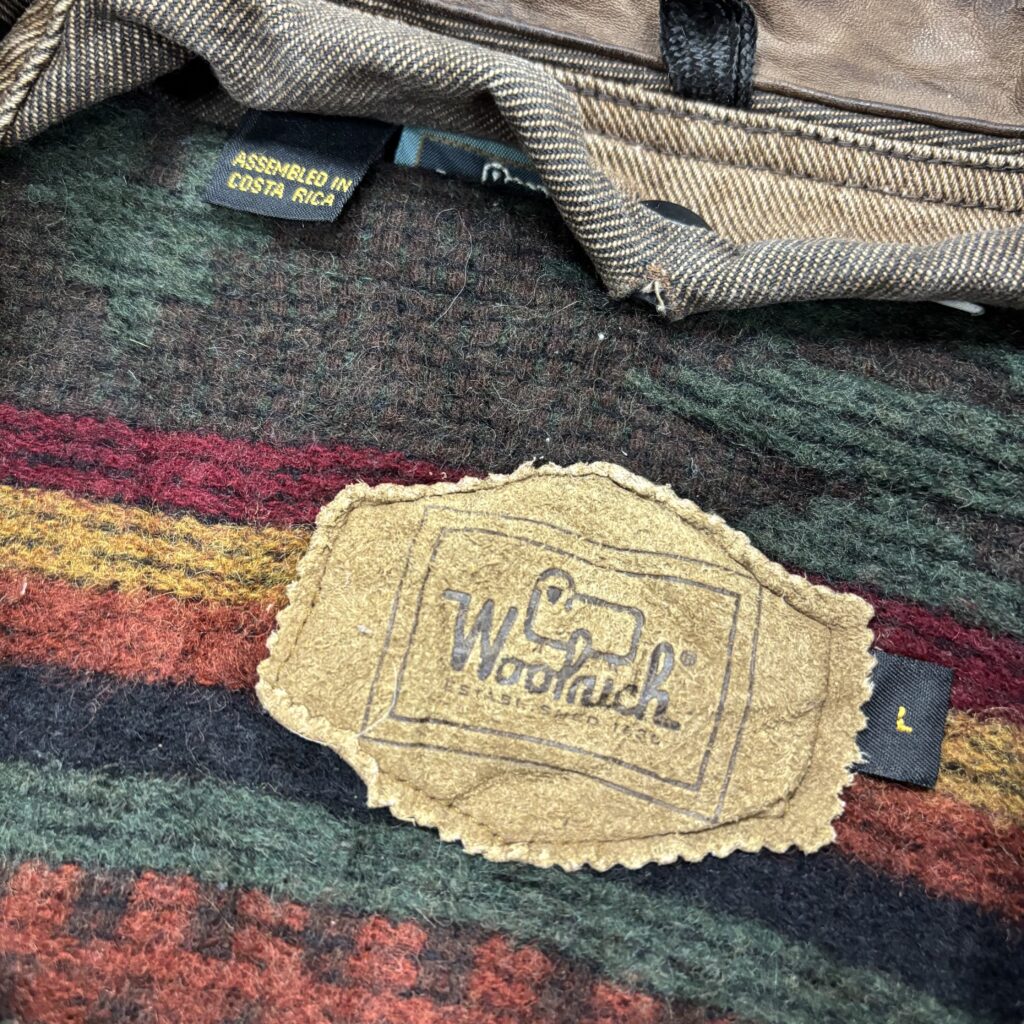 ASSEMBLED IN
COSTA RICA
Woolrich®
ESTABLISHED 1830
L